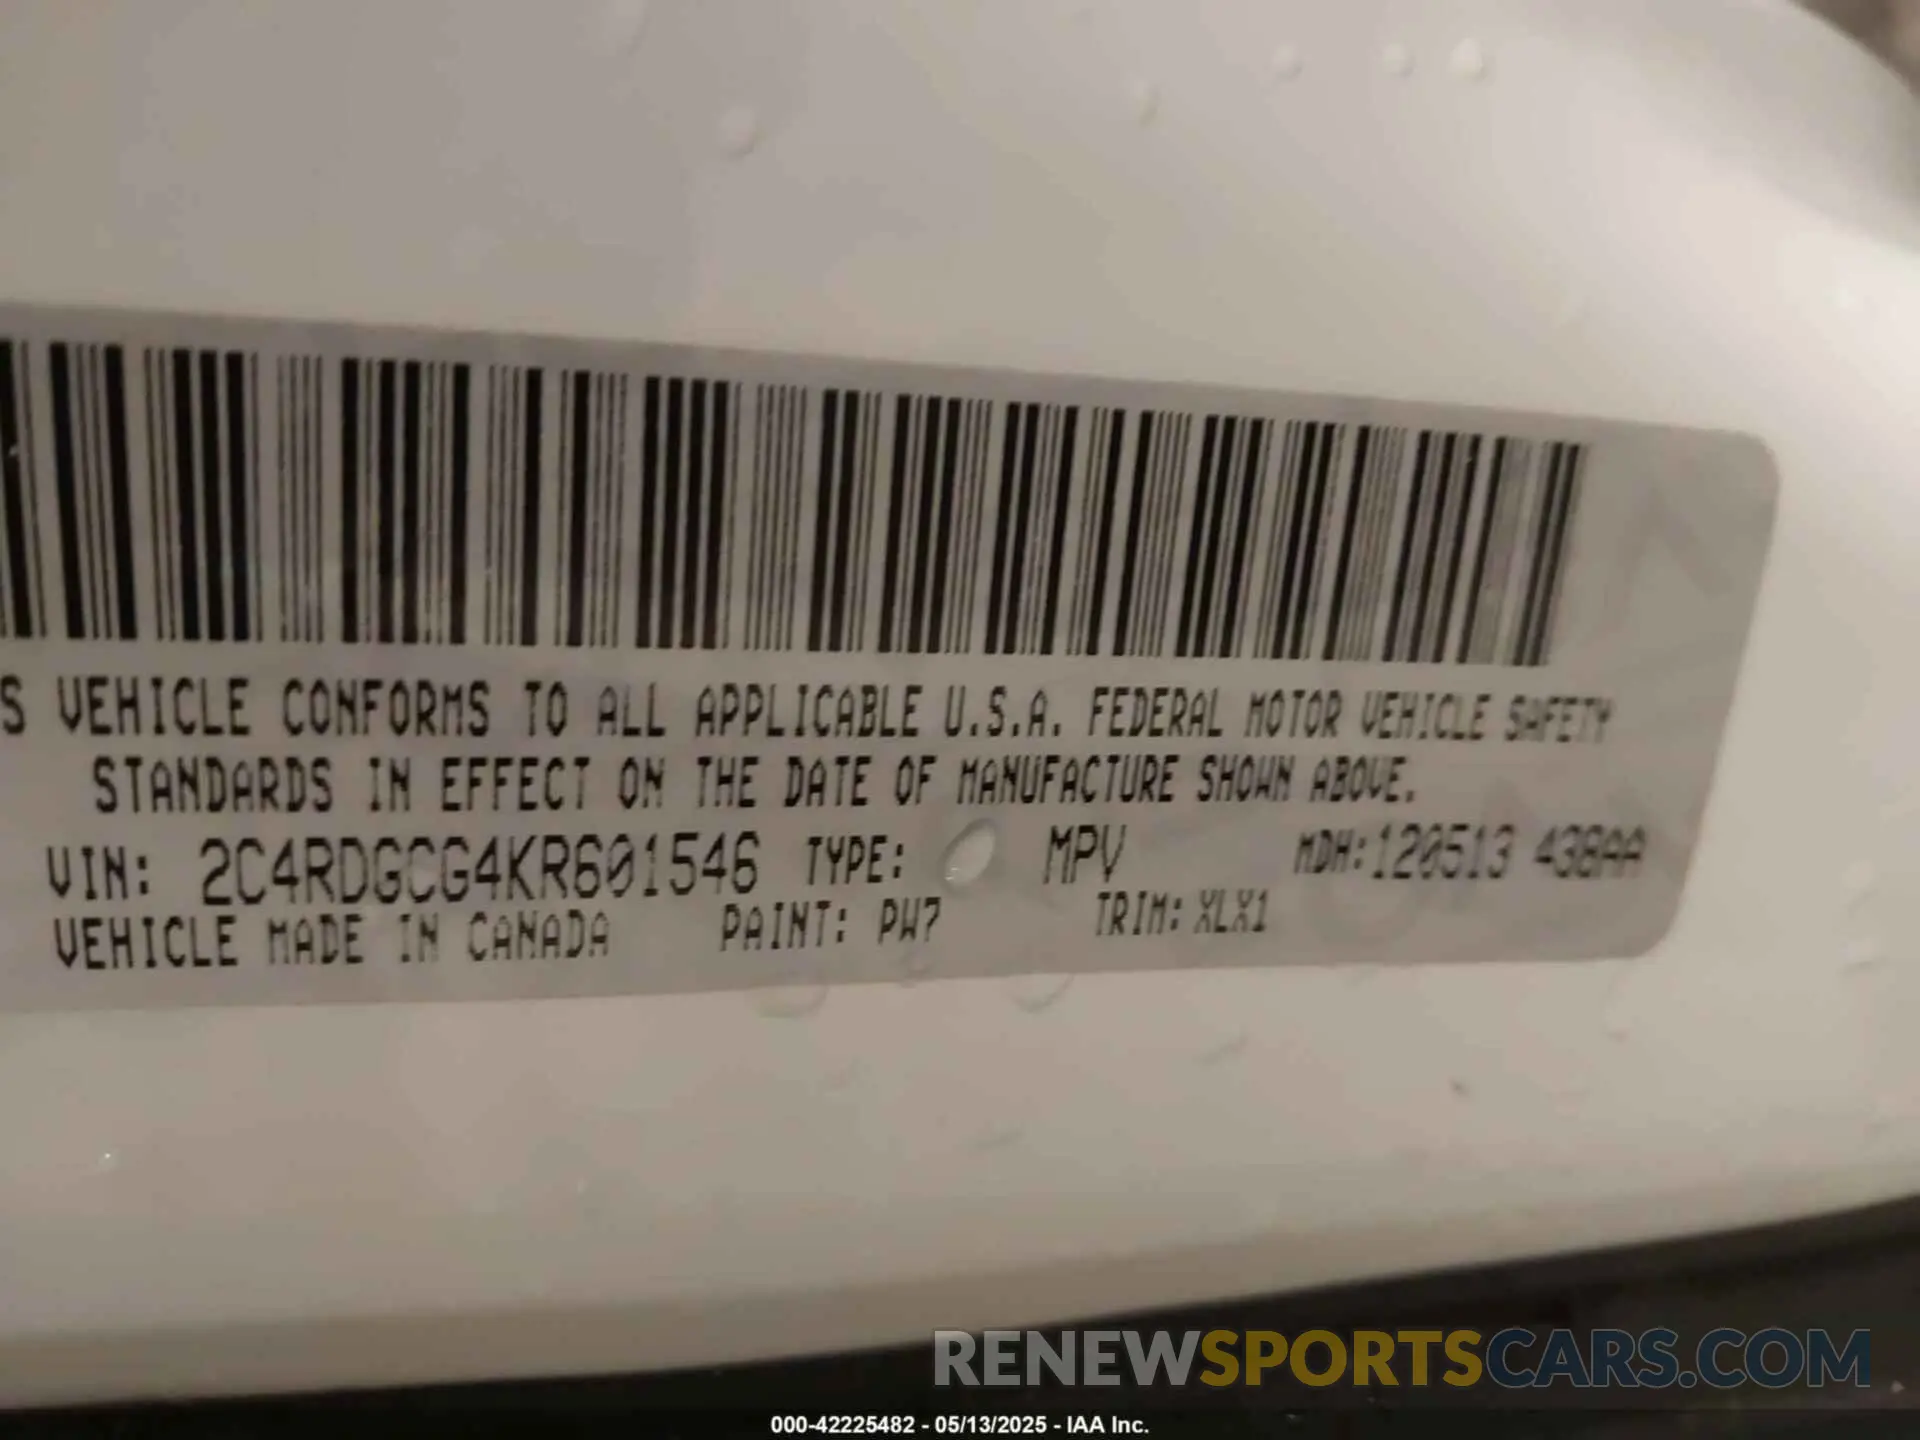 S VEHICLE CONFORMS TO ALL APPLICABLE U.S.A. FEDERAL MOTOR VEHICLE SAFETY
STANDARDS IN EFFECT ON THE DATE OF MANUFACTURE SHOWN ABOVE.
VIN: 2C4RDGCG4KR601546 TYPE: MPV MDH:120513 438AA
VEHICLE MADE IN CANADA PAINT: PW7 TRIM: XLX1
RENEWSPORTSCARS.COM
000-42225482 - 05/13/2025 - IAA Inc.